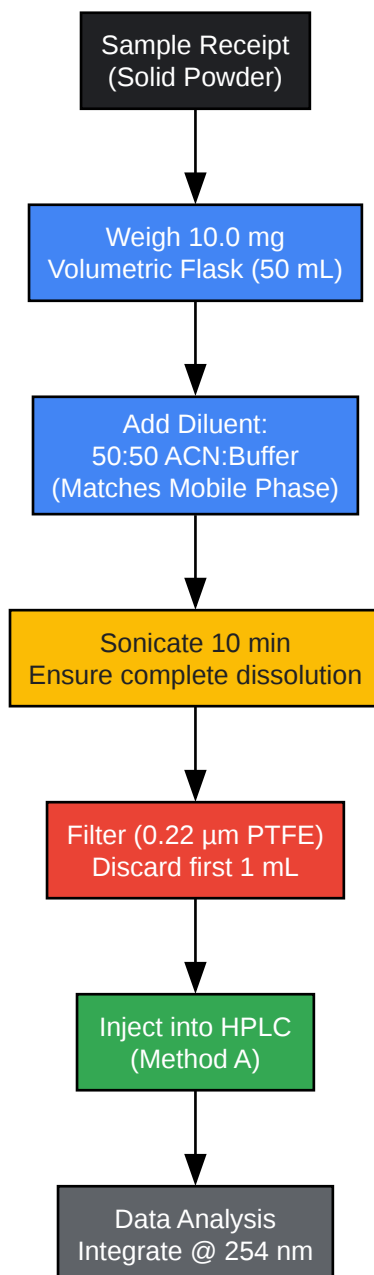 Sample Receipt
(Solid Powder)
Weigh 10.0 mg
Volumetric Flask (50 mL)
Add Diluent:
50:50 ACN:Buffer
(Matches Mobile Phase)
Sonicate 10 min
Ensure complete dissolution
Filter (0.22 µm PTFE)
Discard first 1 mL
Inject into HPLC
(Method A)
Data Analysis
Integrate @ 254 nm